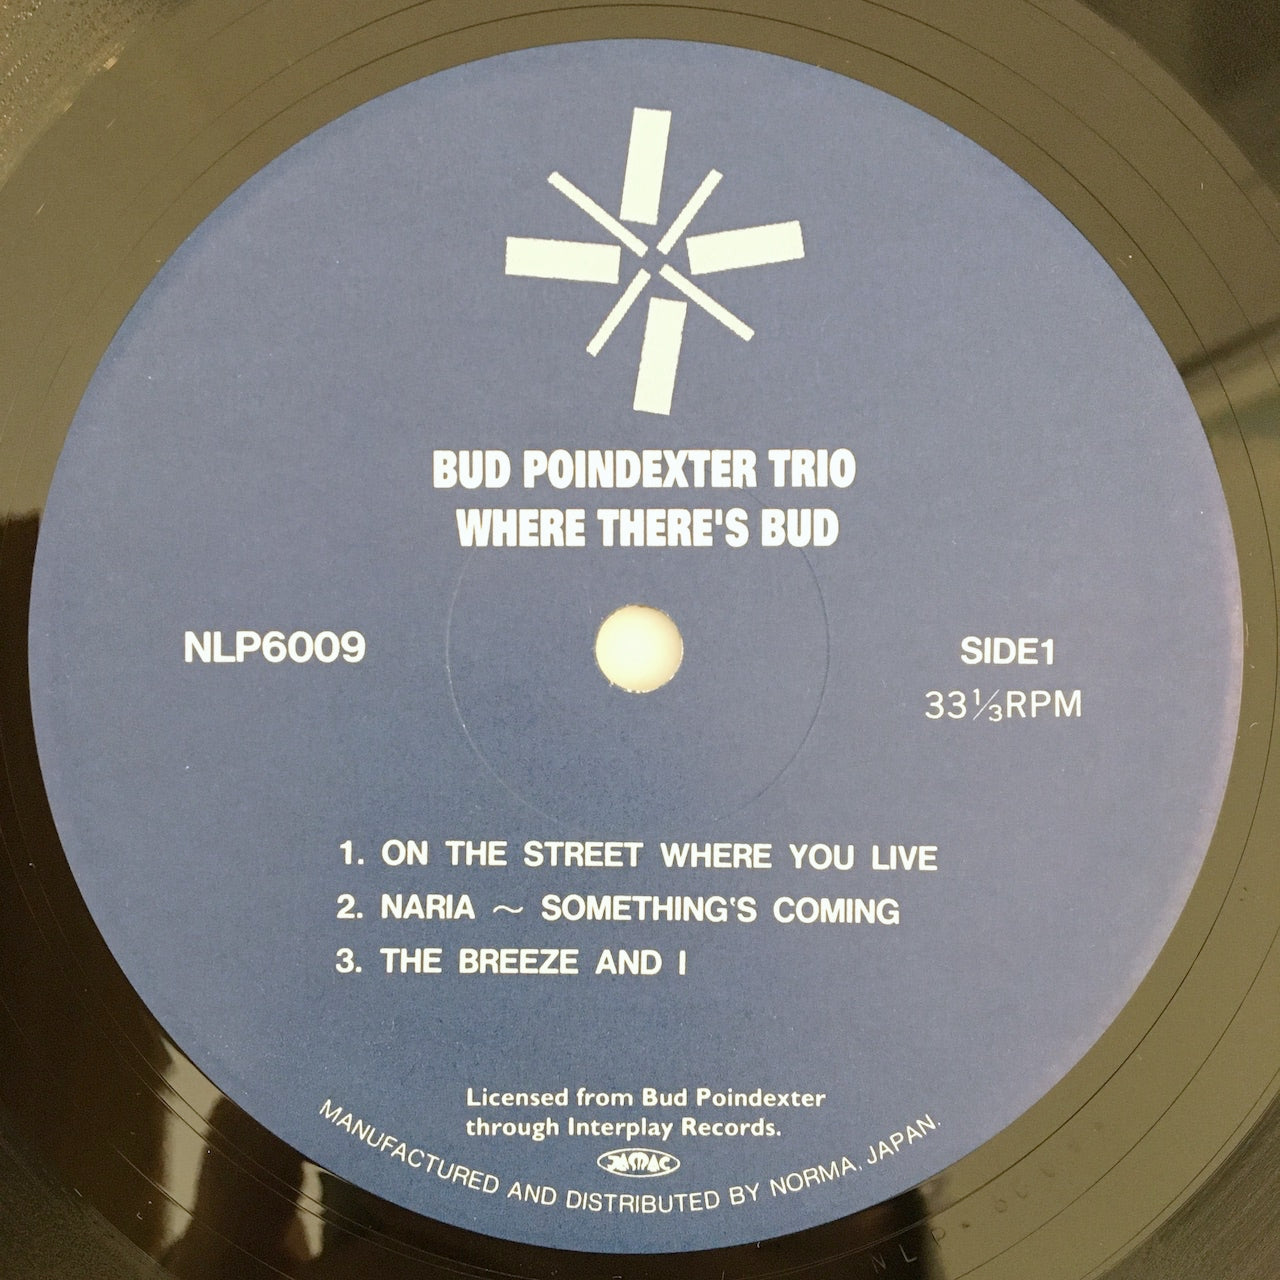 BUD POINDEXTER TRIO
WHERE THERE'S BUD
NLP6009
SIDE1
33⅓RPM
1. ON THE STREET WHERE YOU LIVE
2. NARIA ～ SOMETHING'S COMING
3. THE BREEZE AND I
Licensed from Bud Poindexter
through Interplay Records.
JASRAC
MANUFACTURED AND DISTRIBUTED BY NORMA, JAPAN.
NLP-